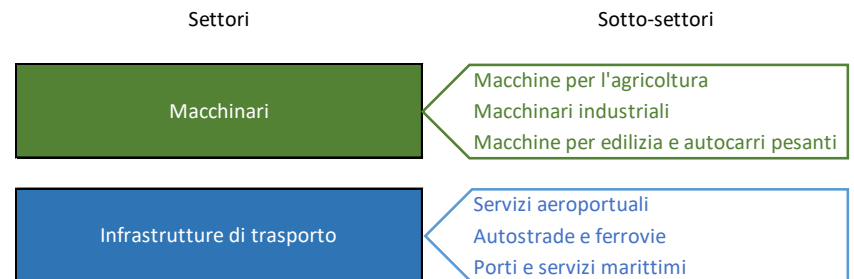 Settori
Sotto-settori
Macchinari
Macchine per l'agricoltura
Macchinari industriali
Macchine per edilizia e autocarri pesanti
Infrastrutture di trasporto
Servizi aeroportuali
Autostrade e ferrovie
Porti e servizi marittimi